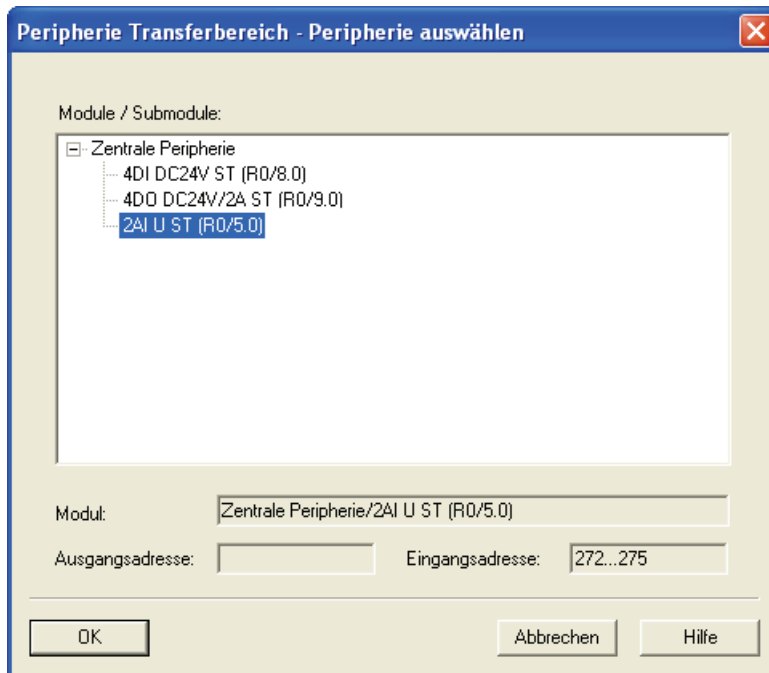 Peripherie Transferbereich - Peripherie auswählen
Module / Submodule:
Zentrale Peripherie
4DI DC24V ST (R0/8.0)
4DO DC24V/2A ST (R0/9.0)
2AI U ST (R0/5.0)
Modul: Zentrale Peripherie/2AI U ST (R0/5.0)
Ausgangsadresse: Eingangsadresse: 272...275
OK Abbrechen Hilfe